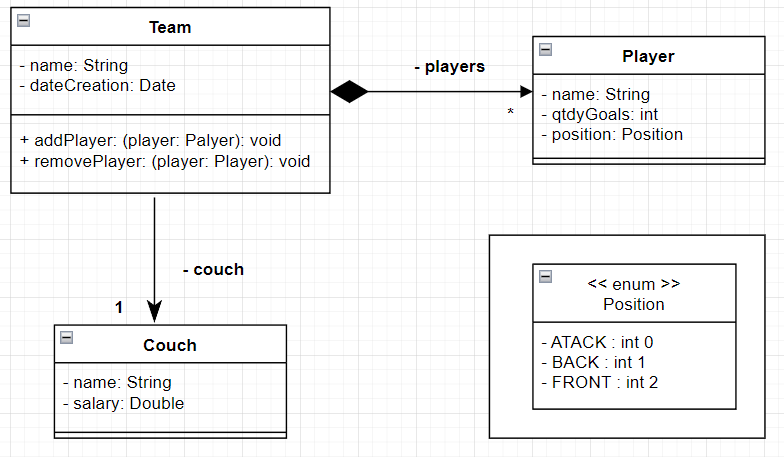 Team
- name: String
- dateCreation: Date
+ addPlayer: (player: Palyer): void
+ removePlayer: (player: Player): void
- players
*
Player
- name: String
- qtdyGoals: int
- position: Position
- couch
1
Couch
- name: String
- salary: Double
<< enum >>
Position
- ATACK : int 0
- BACK : int 1
- FRONT : int 2